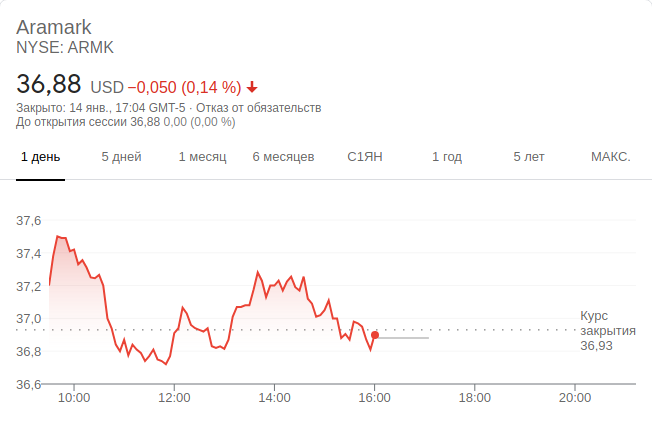 Aramark
NYSE: ARMK
36,88 USD −0,050 (0,14 %)
Закрыто: 14 янв., 17:04 GMT-5 · Отказ от обязательств
До открытия сессии 36,88 0,00 (0,00 %)
1 день 5 дней 1 месяц 6 месяцев С1ЯН 1 год 5 лет МАКС.
37,6
37,4
37,2
37,0
36,8
36,6
Курс
закрытия
36,93
10:00 12:00 14:00 16:00 18:00 20:00